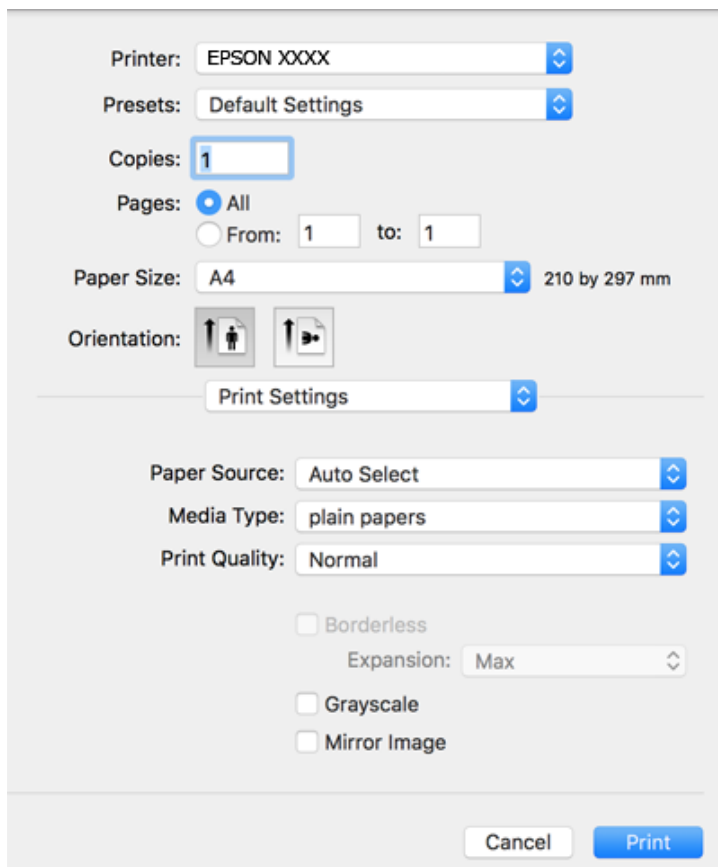 Printer: EPSON XXXX
Presets: Default Settings
Copies: 1
Pages: All
From: 1 to: 1
Paper Size: A4 210 by 297 mm
Orientation:
Print Settings
Paper Source: Auto Select
Media Type: plain papers
Print Quality: Normal
Borderless
Expansion: Max
Grayscale
Mirror Image
Cancel Print